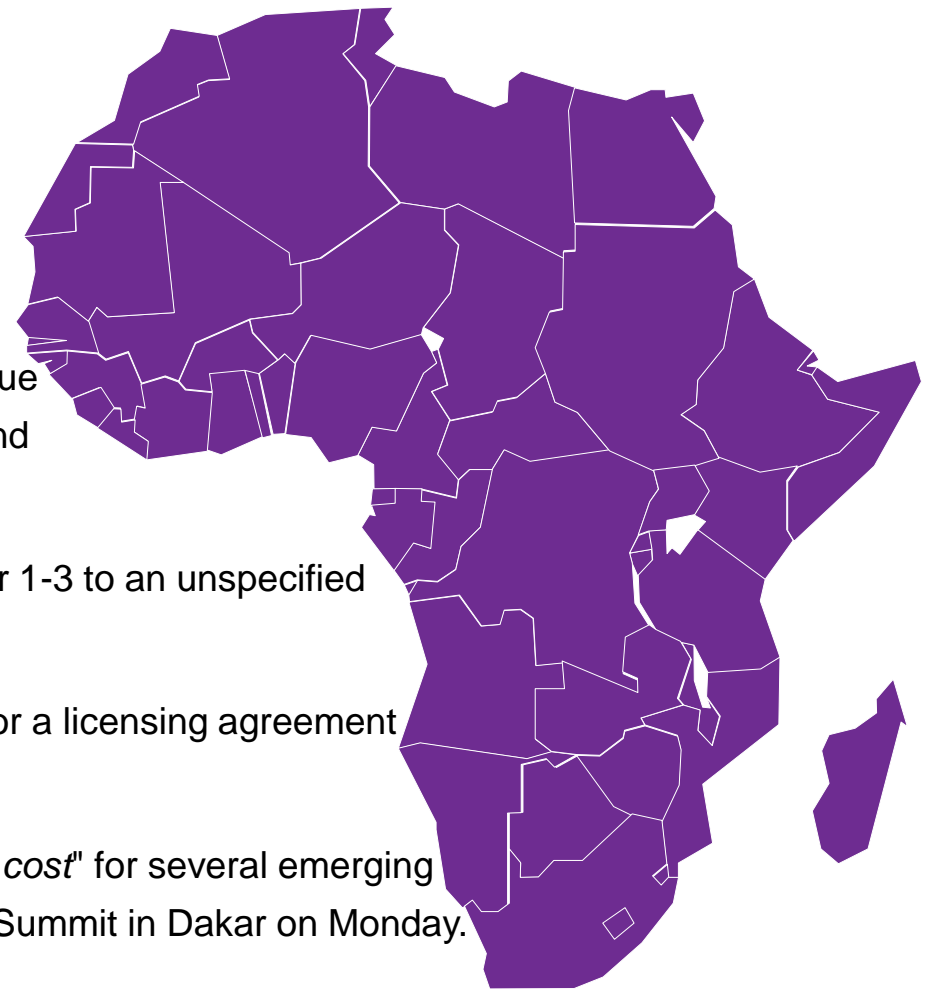 ue
nd
r 1-3 to an unspecified
or a licensing agreement
cost" for several emerging
Summit in Dakar on Monday.